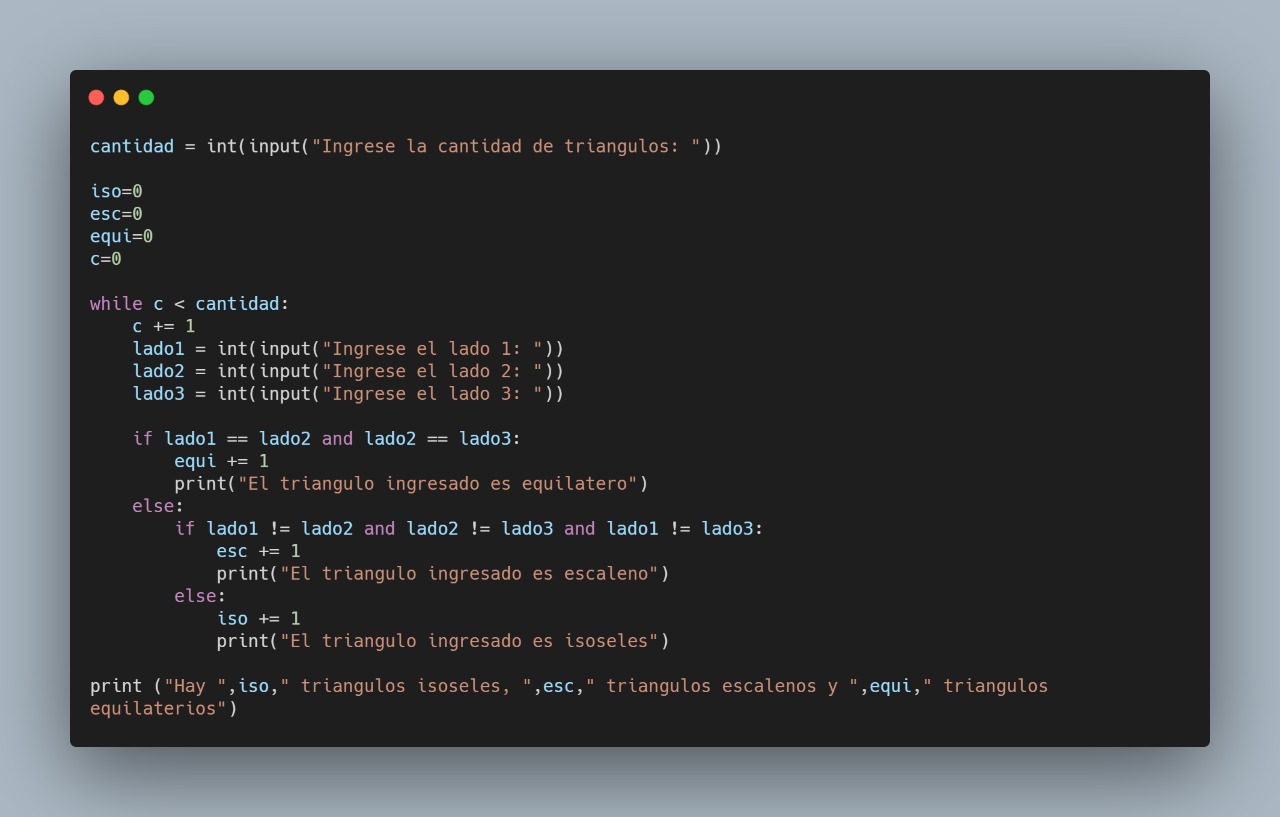 cantidad = int(input("Ingrese la cantidad de triangulos: "))
iso=0
esc=0
equi=0
c=0
while c < cantidad:
    c += 1
    lado1 = int(input("Ingrese el lado 1: "))
    lado2 = int(input("Ingrese el lado 2: "))
    lado3 = int(input("Ingrese el lado 3: "))
    if lado1 == lado2 and lado2 == lado3:
        equi += 1
        print("El triangulo ingresado es equilatero")
    else:
        if lado1 != lado2 and lado2 != lado3 and lado1 != lado3:
            esc += 1
            print("El triangulo ingresado es escaleno")
        else:
            iso += 1
            print("El triangulo ingresado es isoseles")
print ("Hay ",iso," triangulos isoseles, ",esc," triangulos escalenos y ",equi," triangulos
equilaterios")